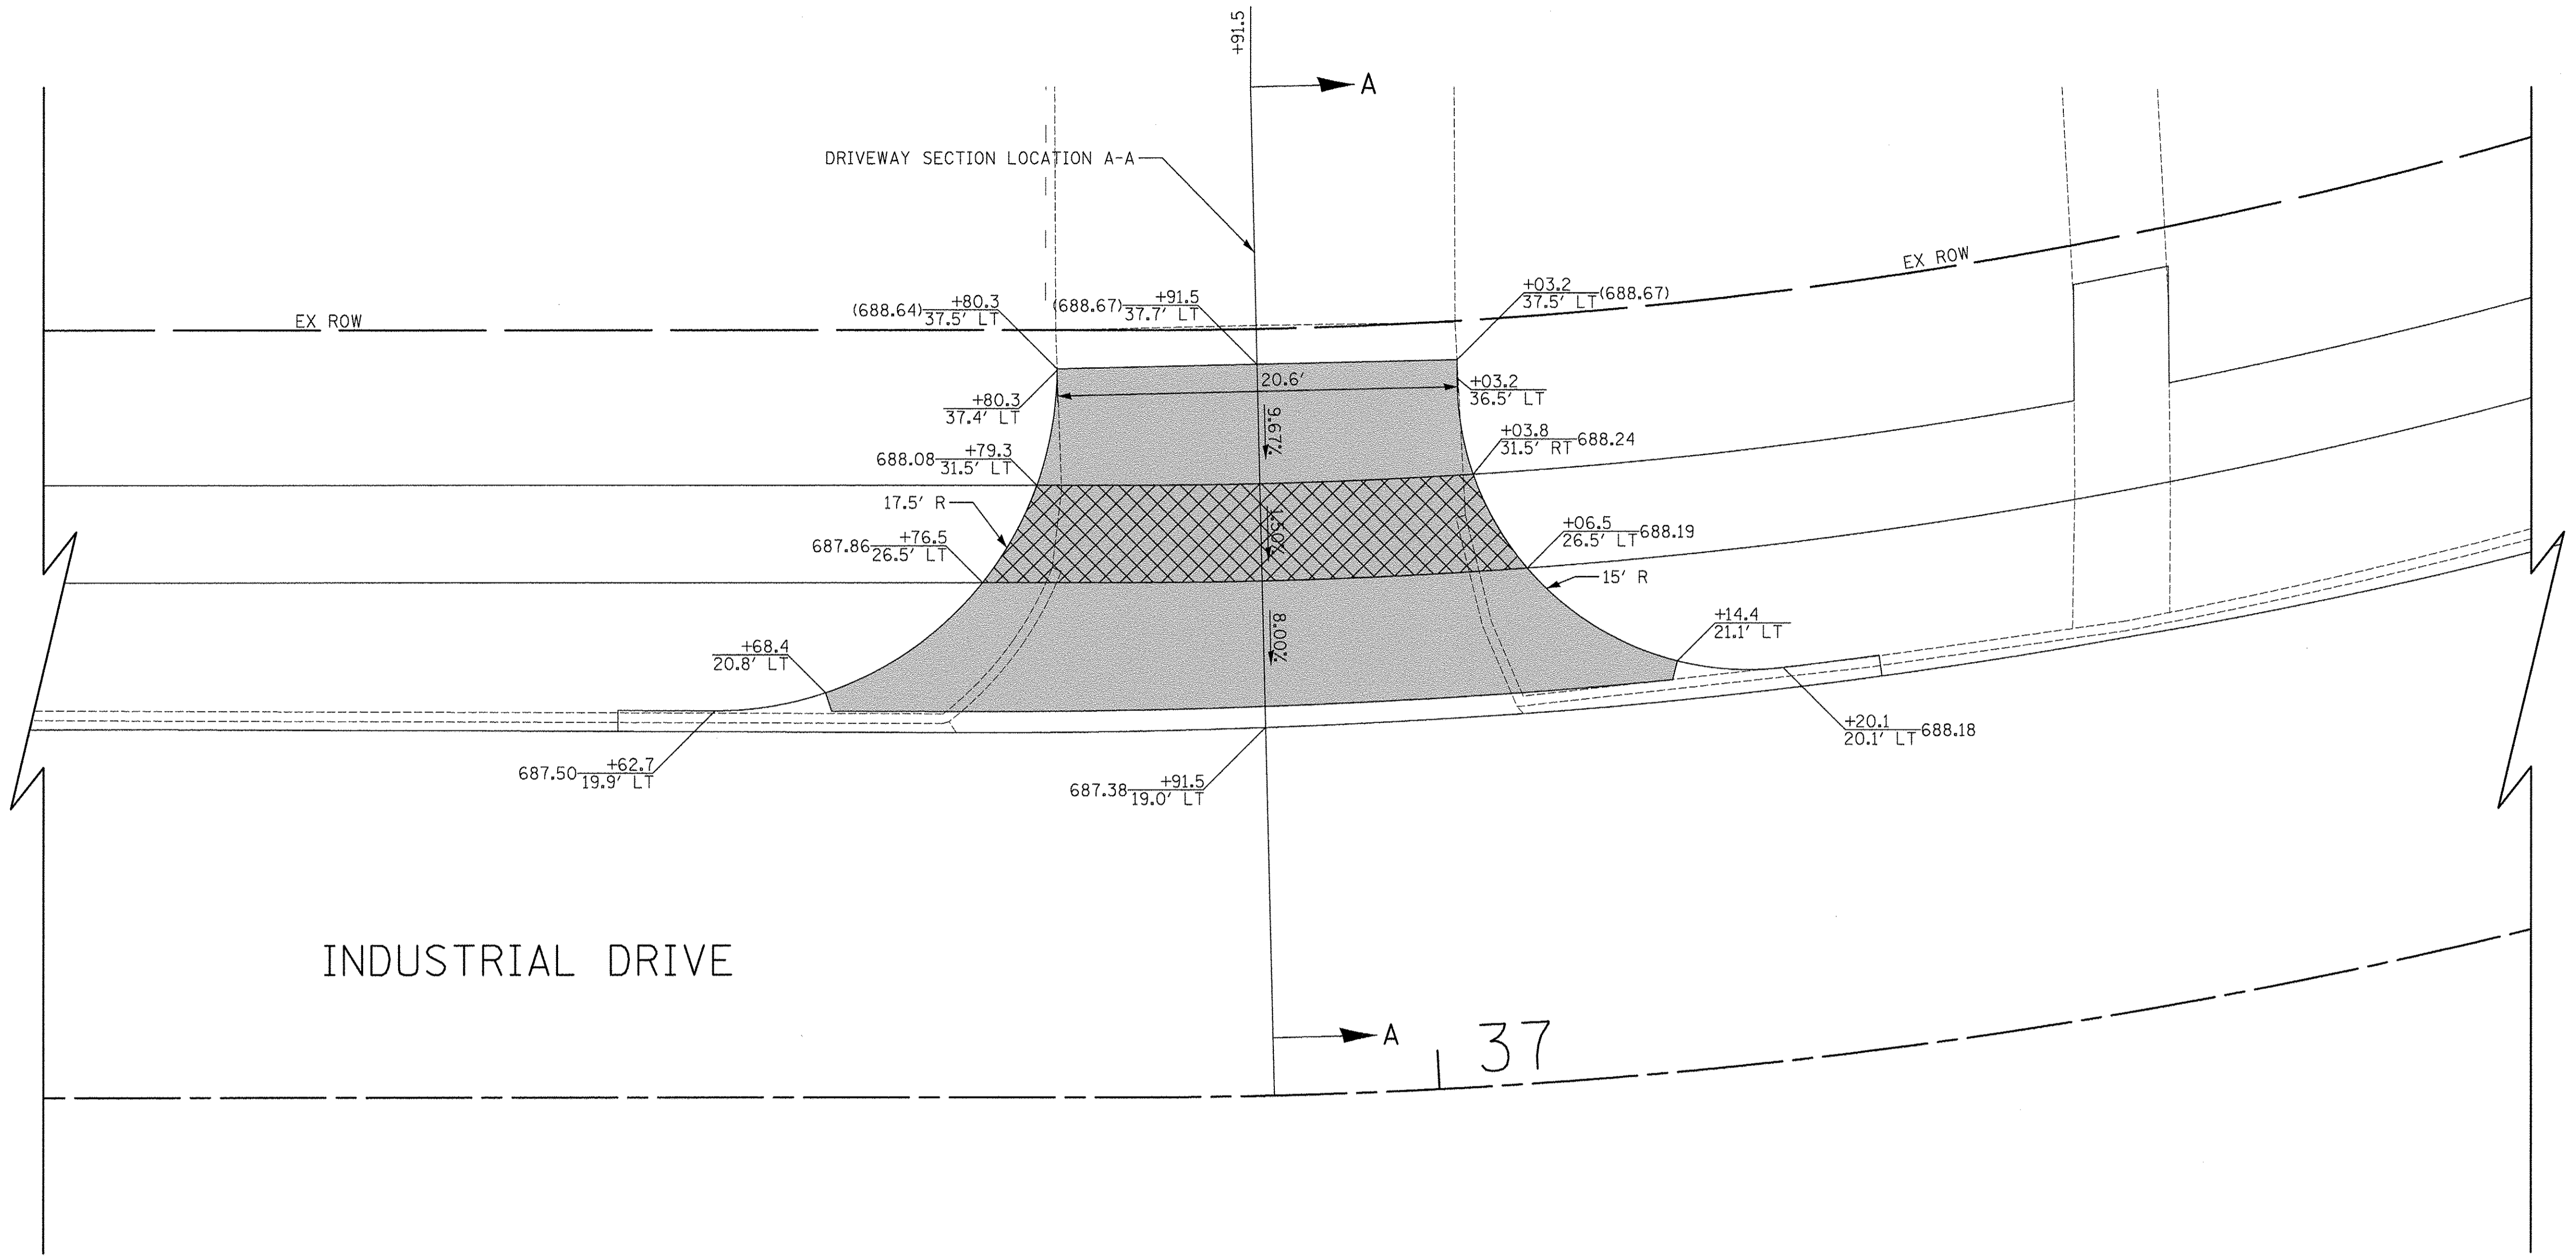 +91.5
A
DRIVEWAY SECTION LOCATION A-A
EX ROW
EX ROW
(688.64) +80.3
37.5' LT
(688.67) +91.5
37.7' LT
+03.2
37.5' LT (688.67)
20.6'
+80.3
37.4' LT
+03.2
36.5' LT
9.67%
688.08 +79.3
31.5' LT
+03.8
31.5' RT 688.24
17.5' R
1.50%
687.86 +76.5
26.5' LT
+06.5
26.5' LT 688.19
15' R
8.00%
+68.4
20.8' LT
+14.4
21.1' LT
687.50 +62.7
19.9' LT
687.38 +91.5
19.0' LT
+20.1
20.1' LT 688.18
INDUSTRIAL DRIVE
A
37